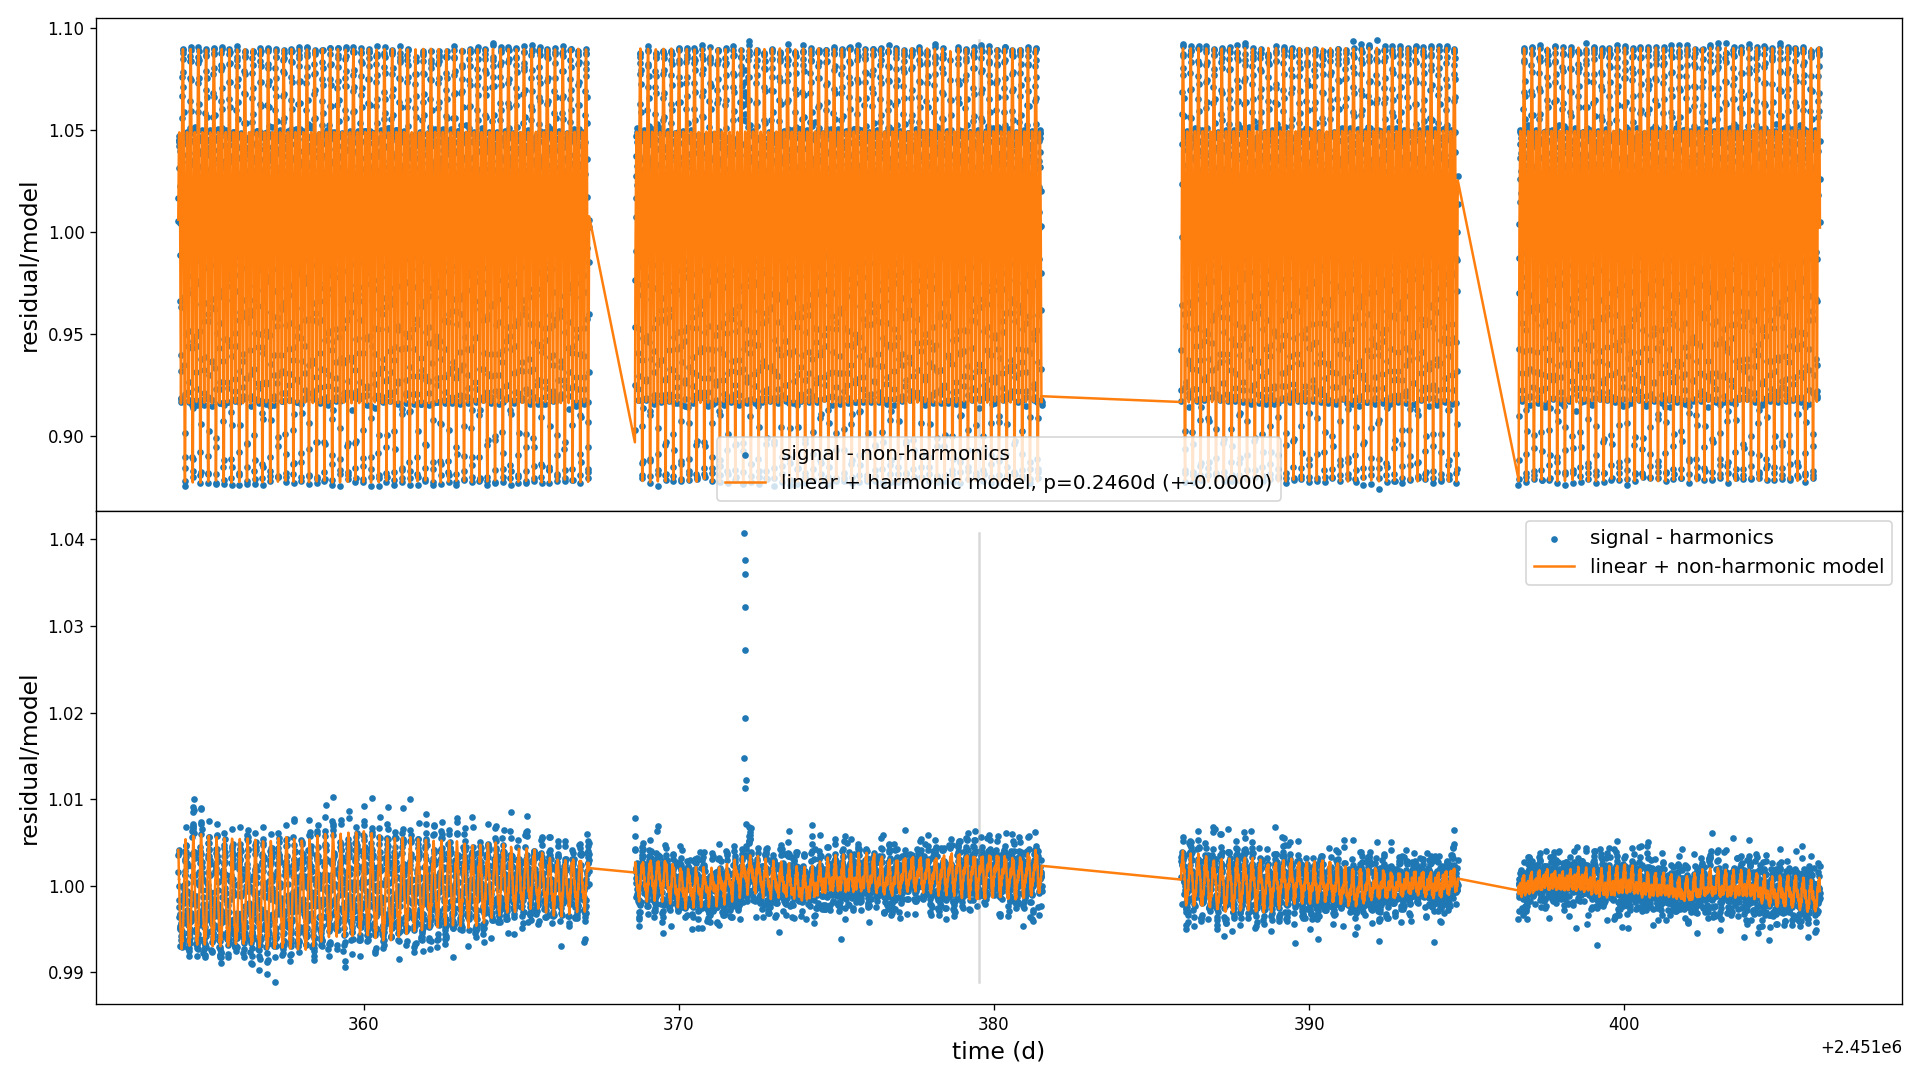 1.10
1.05
1.00
0.95
0.90
residual/model
signal - non-harmonics
linear + harmonic model, p=0.2460d (+-0.0000)
1.04
1.03
1.02
1.01
1.00
0.99
residual/model
signal - harmonics
linear + non-harmonic model
360
370
380
390
400
time (d)
+2.451e6